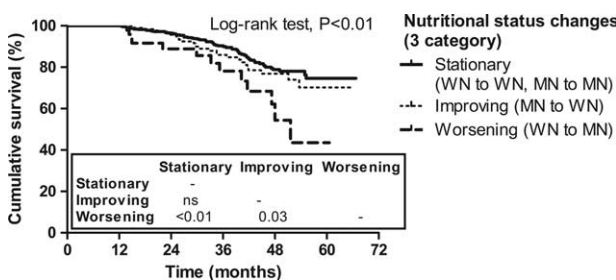 Log-rank test, P<0.01
Nutritional status changes
(3 category)
Stationary
(WN to WN, MN to MN)
Improving (MN to WN)
Worsening (WN to MN)
Cumulative survival (%)
100
80
60
40
20
0
Stationary Improving Worsening
Stationary -
Improving ns -
Worsening <0.01 0.03 -
0 12 24 36 48 60 72
Time (months)